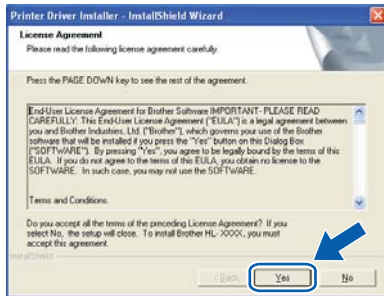 Printer Driver Installer - InstallShield Wizard
License Agreement
Please read the following license agreement carefully.
Press the PAGE DOWN key to see the rest of the agreement.
End-User License Agreement for Brother Software IMPORTANT- PLEASE READ
CAREFULLY: This End-User License Agreement ("EULA") is a legal agreement between
you and Brother Industries, Ltd. ("Brother"), which governs your use of the Brother
software that will be installed if you press the "Yes" button on this Dialog Box
("SOFTWARE"). By pressing "Yes", you agree to be legally bound by the terms of this
EULA. If you do not agree to the terms of this EULA, you obtain no license to the
SOFTWARE. In such case, you may not use the SOFTWARE.
Terms and Conditions.
Do you accept all the terms of the preceding License Agreement? If you
select No, the setup will close. To install Brother HL- XXXX, you must
accept this agreement.
InstallShield
< Back
Yes
No